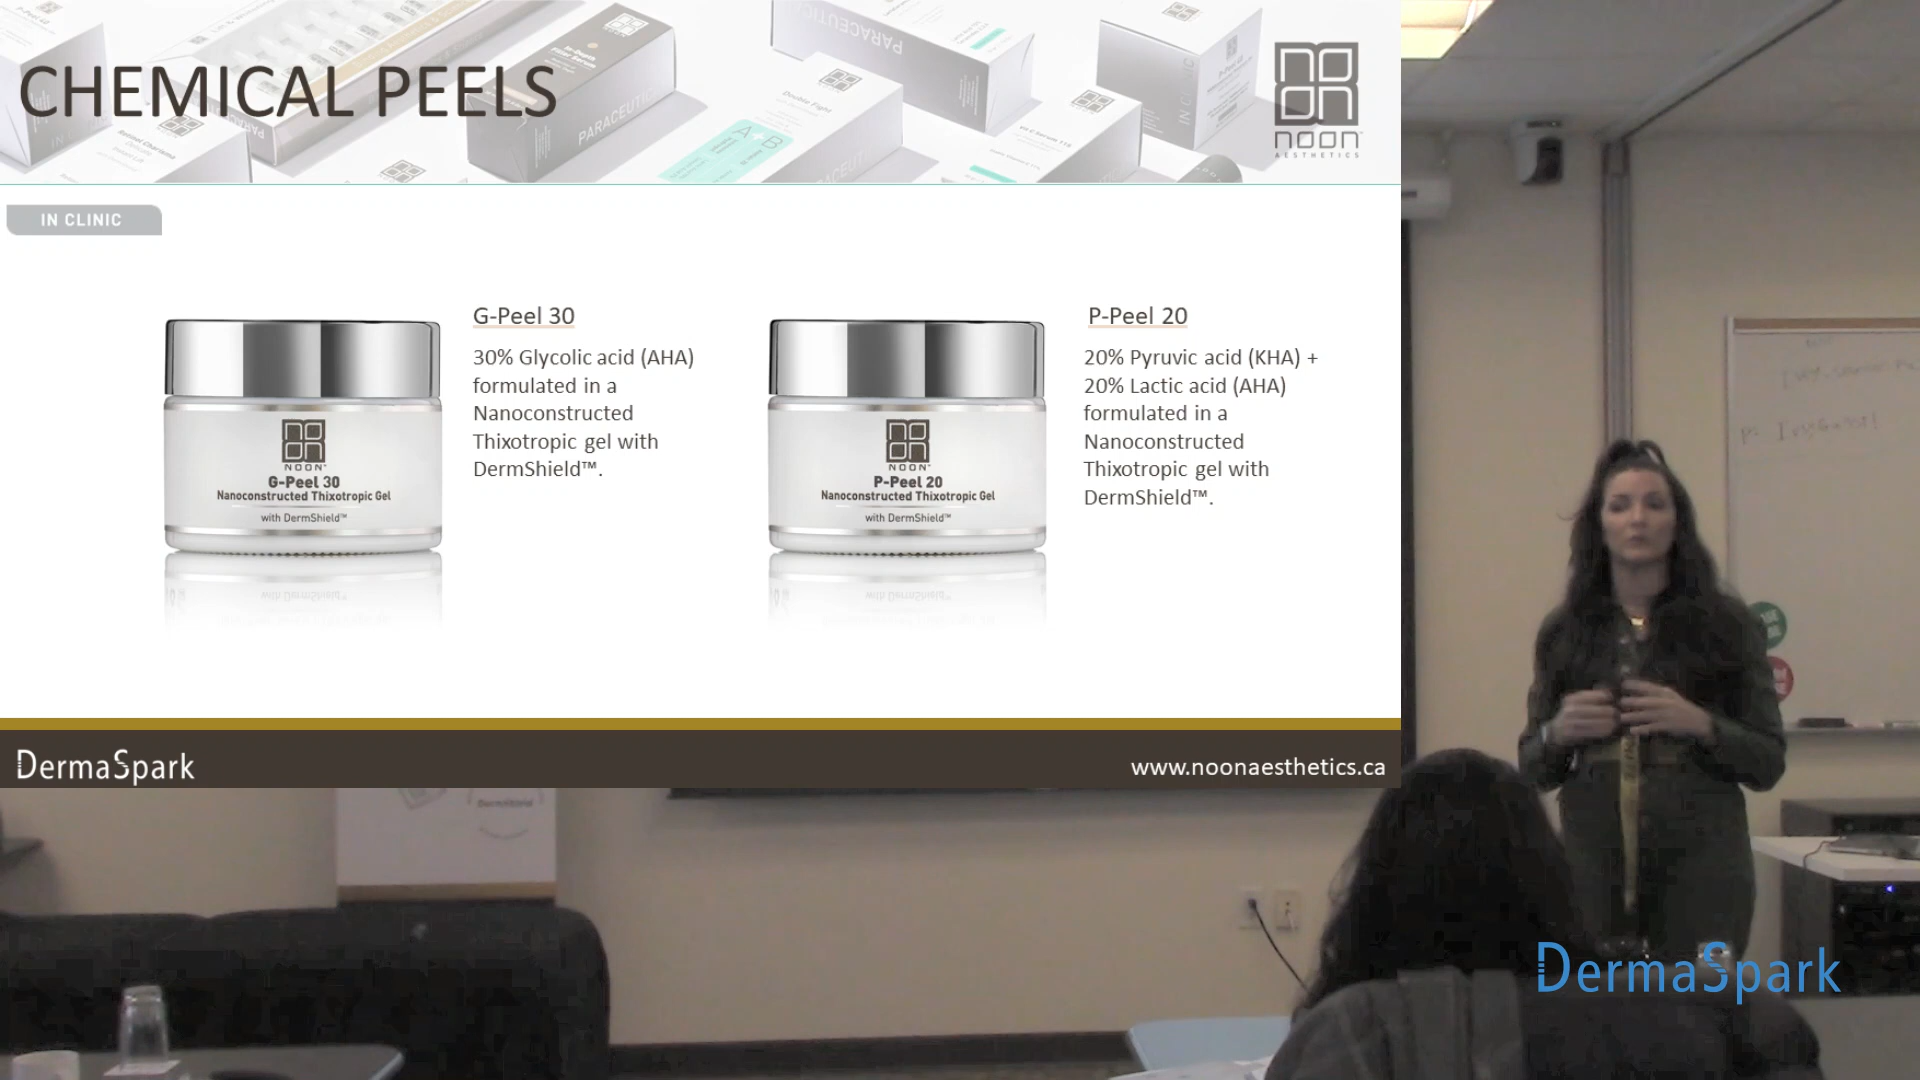 CHEMICAL PEELS
NOON
AESTHETICS
IN CLINIC
G-Peel 30
30% Glycolic acid (AHA)
formulated in a
Nanoconstructed
Thixotropic gel with
DermShield™.
NOON
G-Peel 30
Nanoconstructed Thixotropic Gel
with DermShield™
P-Peel 20
20% Pyruvic acid (KHA) +
20% Lactic acid (AHA)
formulated in a
Nanoconstructed
Thixotropic gel with
DermShield™.
NOON
P-Peel 20
Nanoconstructed Thixotropic Gel
with DermShield™
DermaSpark
www.noonaesthetics.ca
DermaSpark